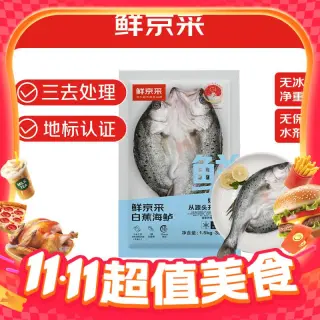 鲜京采
三去处理
地标认证
无冰
净重
无保
水剂
鲜京采
鲜京采
白蕉海鲈
从源头
11.11超值美食